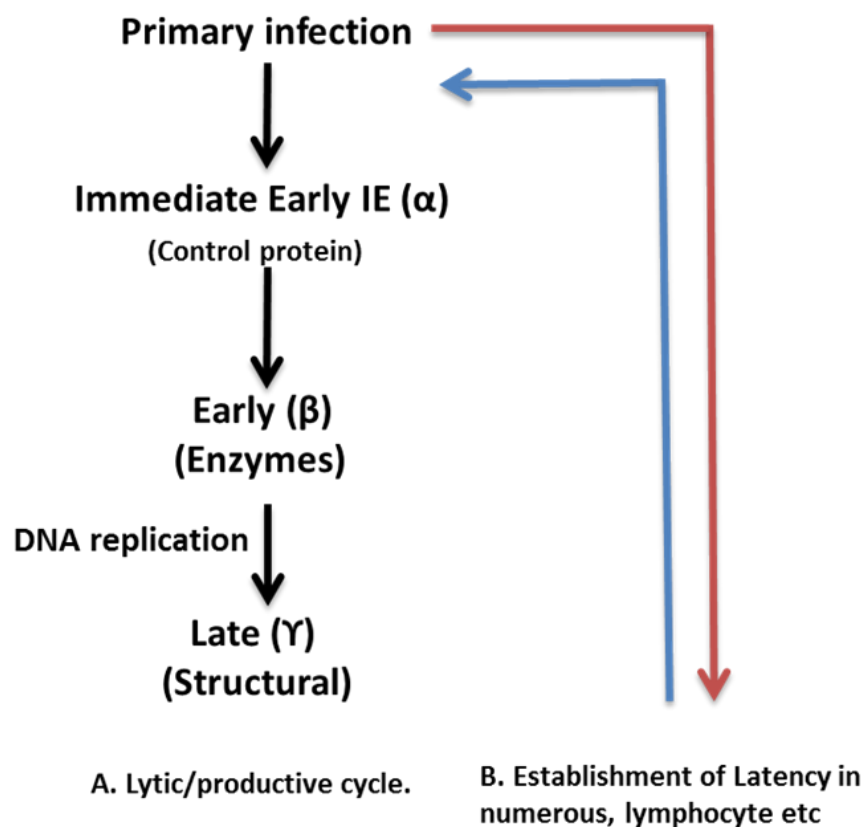 Primary infection
Immediate Early IE (α)
(Control protein)
Early (β)
(Enzymes)
DNA replication
Late (ϒ)
(Structural)
A. Lytic/productive cycle.
B. Establishment of Latency in
numerous, lymphocyte etc